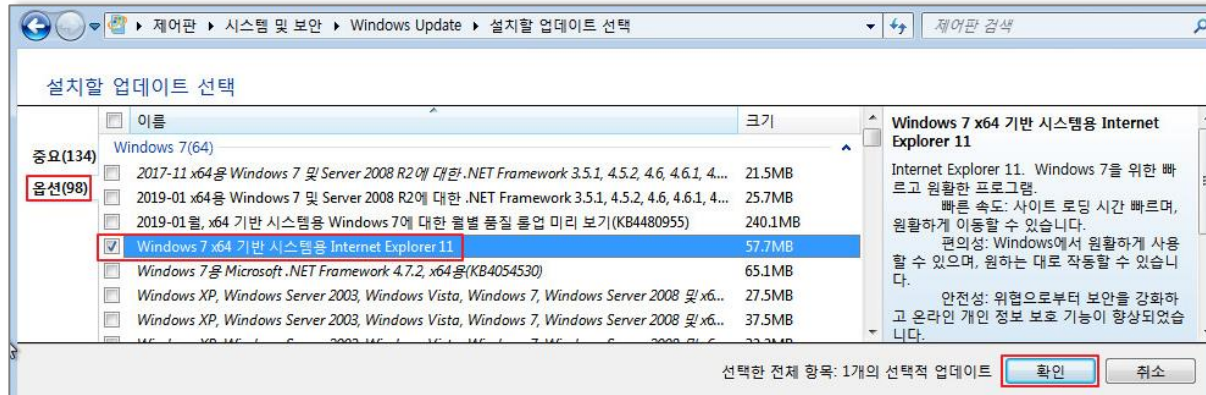 제어판 ▸ 시스템 및 보안 ▸ Windows Update ▸ 설치할 업데이트 선택
제어판 검색
설치할 업데이트 선택
이름 크기
중요(134)
옵션(98)
Windows 7(64)
2017-11 x64용 Windows 7 및 Server 2008 R2에 대한 .NET Framework 3.5.1, 4.5.2, 4.6, 4.6.1, 4.... 21.5MB
2019-01 x64용 Windows 7 및 Server 2008 R2에 대한 .NET Framework 3.5.1, 4.5.2, 4.6, 4.6.1, 4... 25.7MB
2019-01월, x64 기반 시스템용 Windows 7에 대한 월별 품질 롤업 미리 보기(KB4480955) 240.1MB
Windows 7 x64 기반 시스템용 Internet Explorer 11 57.7MB
Windows 7용 Microsoft .NET Framework 4.7.2, x64용(KB4054530) 65.1MB
Windows XP, Windows Server 2003, Windows Vista, Windows 7, Windows Server 2008 및 x6... 27.5MB
Windows XP, Windows Server 2003, Windows Vista, Windows 7, Windows Server 2008 및 x6... 37.5MB
Windows 7 x64 기반 시스템용 Internet
Explorer 11
Internet Explorer 11. Windows 7을 위한 빠
르고 원활한 프로그램.
빠른 속도: 사이트 로딩 시간 빠르며,
원활하게 이동할 수 있습니다.
편의성: Windows에서 원활하게 사용
할 수 있으며, 원하는 대로 작동할 수 있습니
다.
안전성: 위협으로부터 보안을 강화하
고 온라인 개인 정보 보호 기능이 향상되었습
니다.
선택한 전체 항목: 1개의 선택적 업데이트
확인
취소